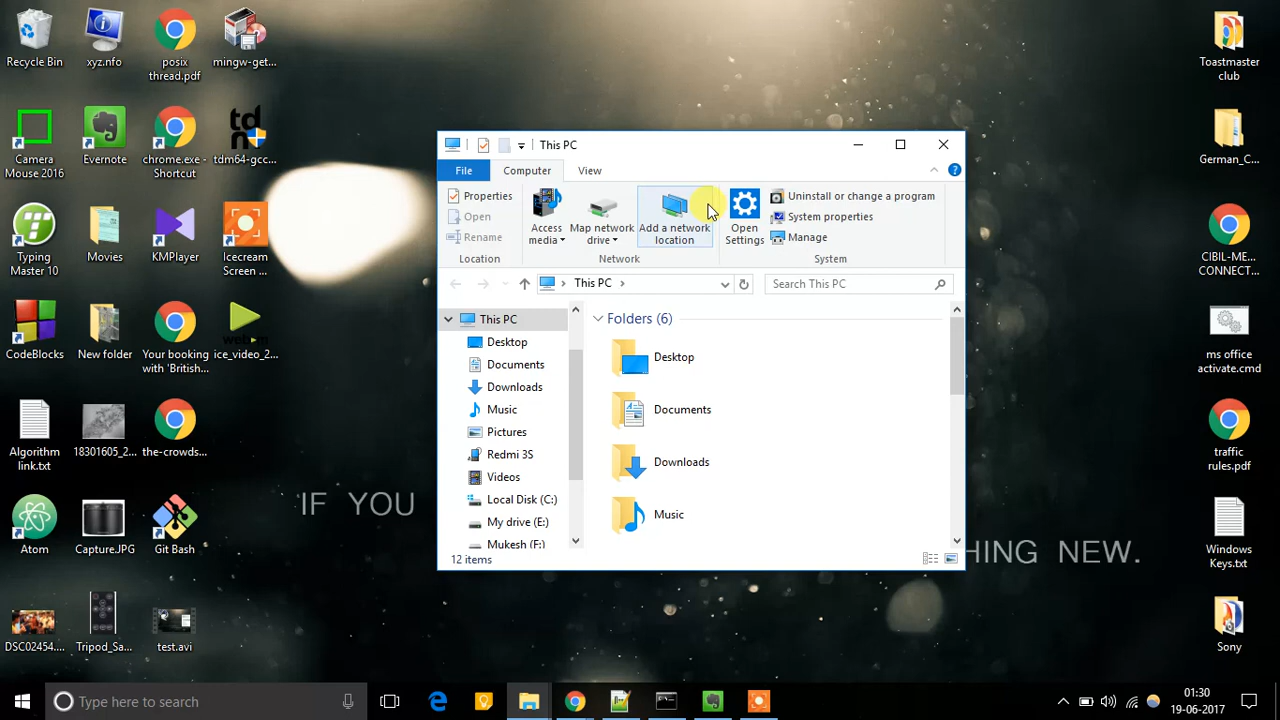 Recycle Bin
xyz.nfo
posix
thread.pdf
mingw-get...
Camera
Mouse 2016
Evernote
chrome.exe -
Shortcut
tdm64-gcc...
Typing
Master 10
Movies
KMPlayer
Icecream
Screen ...
CodeBlocks
New folder
Your booking
with 'British...
ice_video_2...
Algorithm
link.txt
18301605_2...
the-crowds...
Atom
Capture.JPG
Git Bash
DSC02454....
Tripod_Sa...
test.avi
IF YOU
HING NEW.
This PC
File
Computer
View
Properties
Open
Rename
Location
Access
media
Map network
drive
Add a network
location
Network
Open
Settings
Uninstall or change a program
System properties
Manage
System
This PC
Search This PC
This PC
Desktop
Documents
Downloads
Music
Pictures
Redmi 3S
Videos
Local Disk (C:)
My drive (E:)
Mukesh (F:)
Folders (6)
Desktop
Documents
Downloads
Music
12 items
Toastmaster
club
German_C...
CIBIL-ME...
CONNECT...
ms office
activate.cmd
traffic
rules.pdf
Windows
Keys.txt
Sony
Type here to search
01:30
19-06-2017